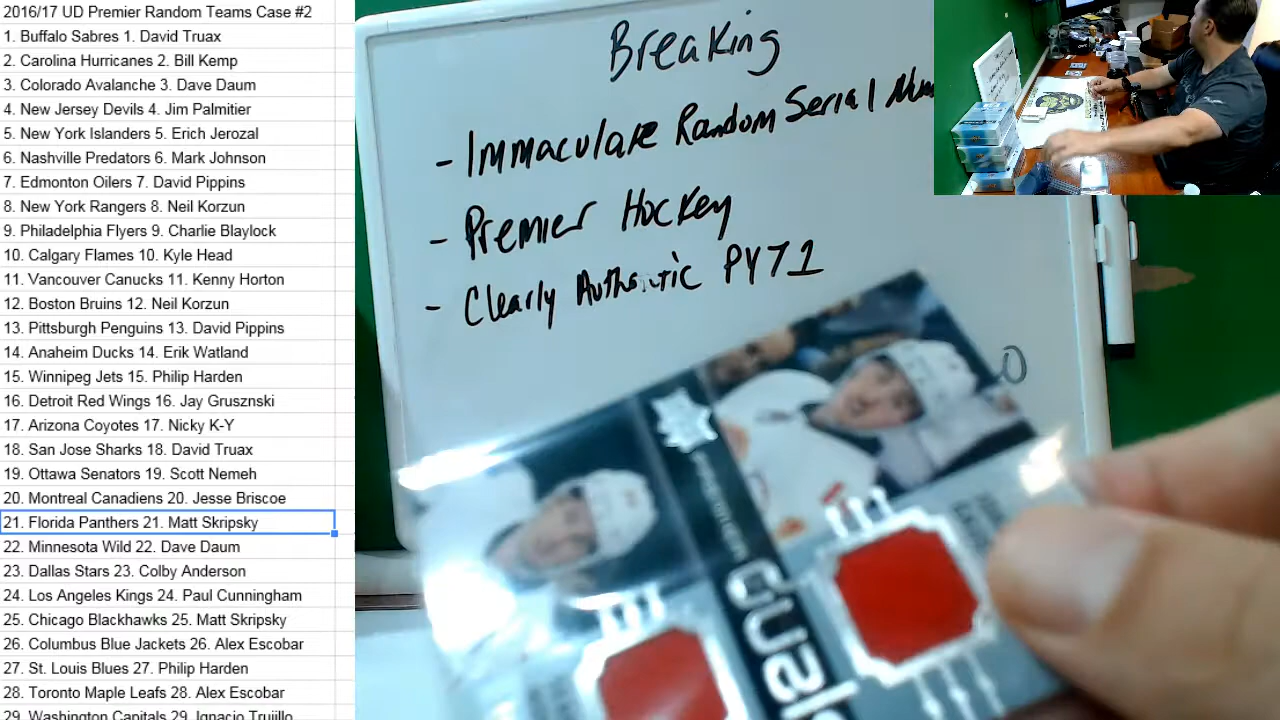 2016/17 UD Premier Random Teams Case #2
1. Buffalo Sabres 1. David Truax
2. Carolina Hurricanes 2. Bill Kemp
3. Colorado Avalanche 3. Dave Daum
4. New Jersey Devils 4. Jim Palmitier
5. New York Islanders 5. Erich Jerozal
6. Nashville Predators 6. Mark Johnson
7. Edmonton Oilers 7. David Pippins
8. New York Rangers 8. Neil Korzun
9. Philadelphia Flyers 9. Charlie Blaylock
10. Calgary Flames 10. Kyle Head
11. Vancouver Canucks 11. Kenny Horton
12. Boston Bruins 12. Neil Korzun
13. Pittsburgh Penguins 13. David Pippins
14. Anaheim Ducks 14. Erik Watland
15. Winnipeg Jets 15. Philip Harden
16. Detroit Red Wings 16. Jay Grusznski
17. Arizona Coyotes 17. Nicky K-Y
18. San Jose Sharks 18. David Truax
19. Ottawa Senators 19. Scott Nemeh
20. Montreal Canadiens 20. Jesse Briscoe
21. Florida Panthers 21. Matt Skripsky
22. Minnesota Wild 22. Dave Daum
23. Dallas Stars 23. Colby Anderson
24. Los Angeles Kings 24. Paul Cunningham
25. Chicago Blackhawks 25. Matt Skripsky
26. Columbus Blue Jackets 26. Alex Escobar
27. St. Louis Blues 27. Philip Harden
28. Toronto Maple Leafs 28. Alex Escobar
29. Washington Capitals 29. Ignacio Trujillo
Breaking
- Immaculate Random Serial Num
- Premier Hockey
- Clearly Authentic PYT 1
PREMIER